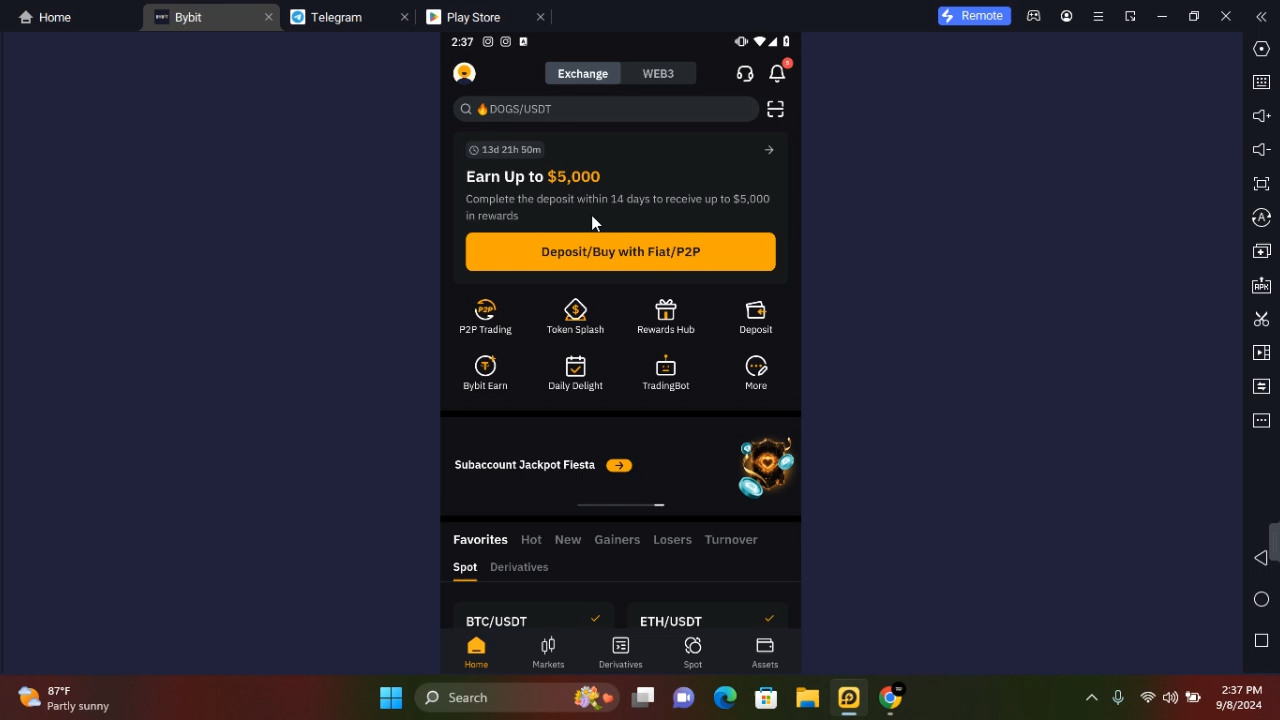 Home
Bybit
Telegram
Play Store
Remote
2:37
Exchange
WEB3
5
DOGS/USDT
13d 21h 50m
Earn Up to $5,000
Complete the deposit within 14 days to receive up to $5,000
in rewards
Deposit/Buy with Fiat/P2P
P2P
P2P Trading
Token Splash
Rewards Hub
Deposit
Bybit Earn
Daily Delight
TradingBot
More
Subaccount Jackpot Fiesta
Favorites
Hot
New
Gainers
Losers
Turnover
Spot
Derivatives
BTC/USDT
ETH/USDT
Home
Markets
Derivatives
Spot
Assets
APK
87°F
Partly sunny
Search
2:37 PM
9/8/2024